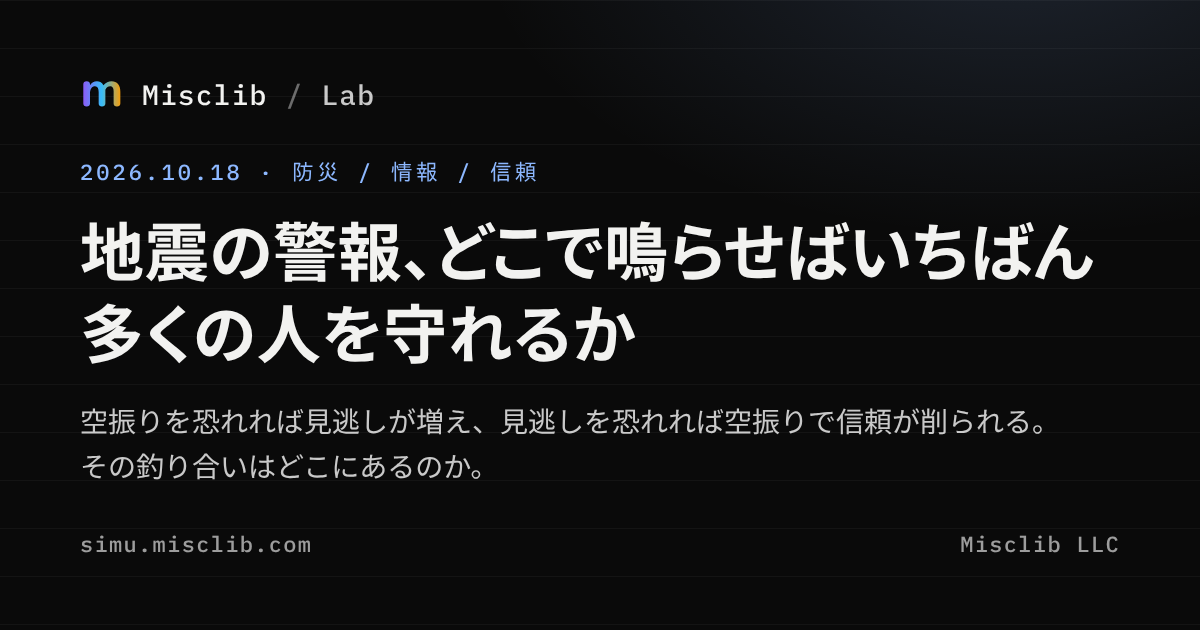 m Misclib / Lab
2026.10.18 · 防災 / 情報 / 信頼
地震の警報、どこで鳴らせばいちばん
多くの人を守れるか
空振りを恐れれば見逃しが増え、見逃しを恐れれば空振りで信頼が削られる。
その釣り合いはどこにあるのか。
simu.misclib.com
Misclib LLC